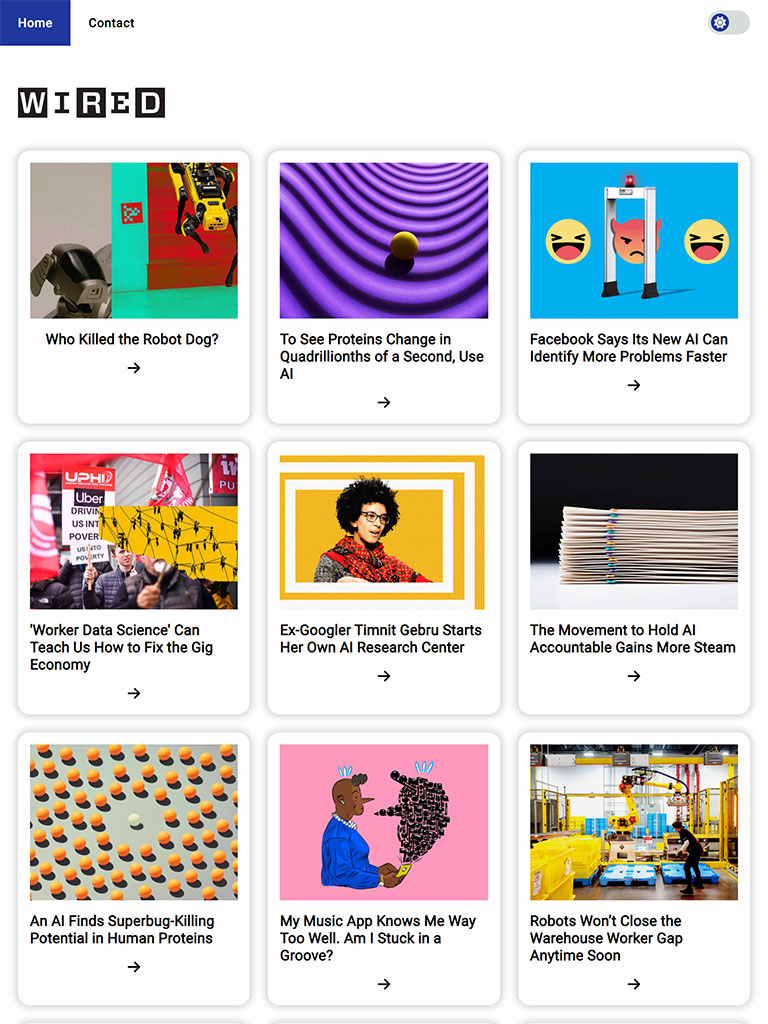 Home Contact
WIRED
Who Killed the Robot Dog?
To See Proteins Change in
Quadrillionths of a Second, Use
AI
Facebook Says Its New AI Can
Identify More Problems Faster
UPHD
Uber
DRIVIN
US INT
POVER
US INTO
POVERTY
PU
'Worker Data Science' Can
Teach Us How to Fix the Gig
Economy
Ex-Googler Timnit Gebru Starts
Her Own AI Research Center
The Movement to Hold AI
Accountable Gains More Steam
An AI Finds Superbug-Killing
Potential in Human Proteins
My Music App Knows Me Way
Too Well. Am I Stuck in a
Groove?
Robots Won’t Close the
Warehouse Worker Gap
Anytime Soon